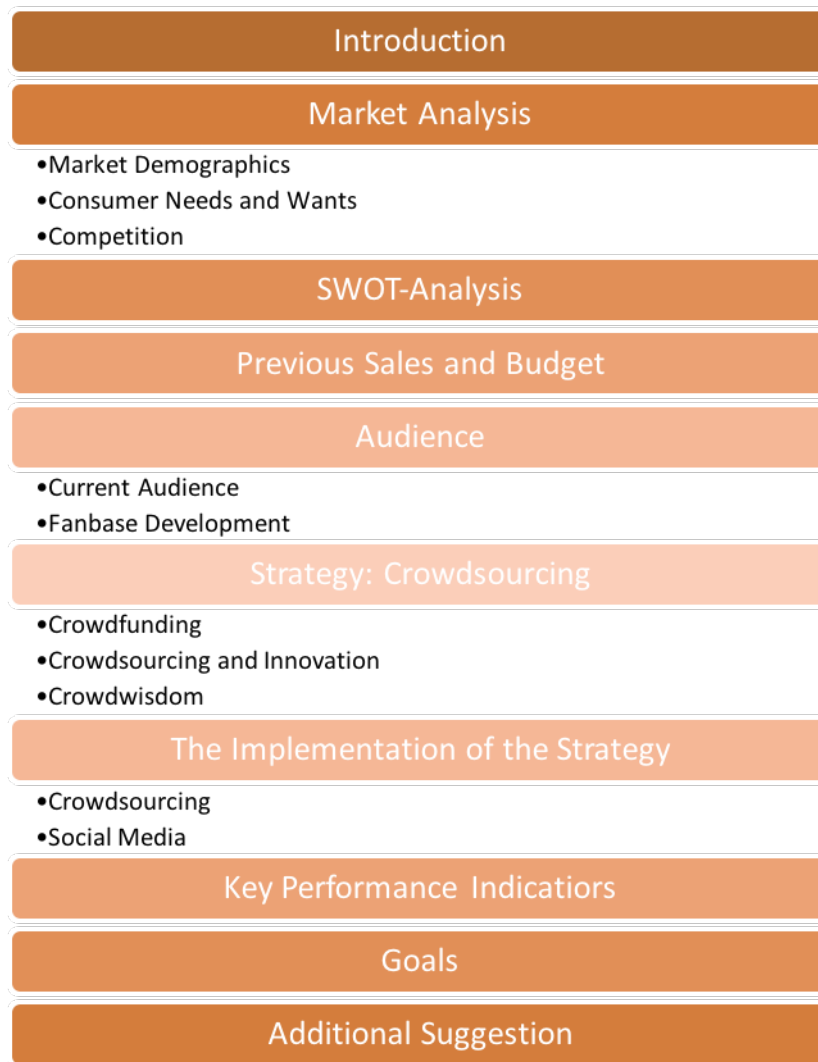 Introduction
Market Analysis
•Market Demographics
•Consumer Needs and Wants
•Competition
SWOT-Analysis
Previous Sales and Budget
Audience
•Current Audience
•Fanbase Development
Strategy: Crowdsourcing
•Crowdfunding
•Crowdsourcing and Innovation
•Crowdwisdom
The Implementation of the Strategy
•Crowdsourcing
•Social Media
Key Performance Indicatiors
Goals
Additional Suggestion